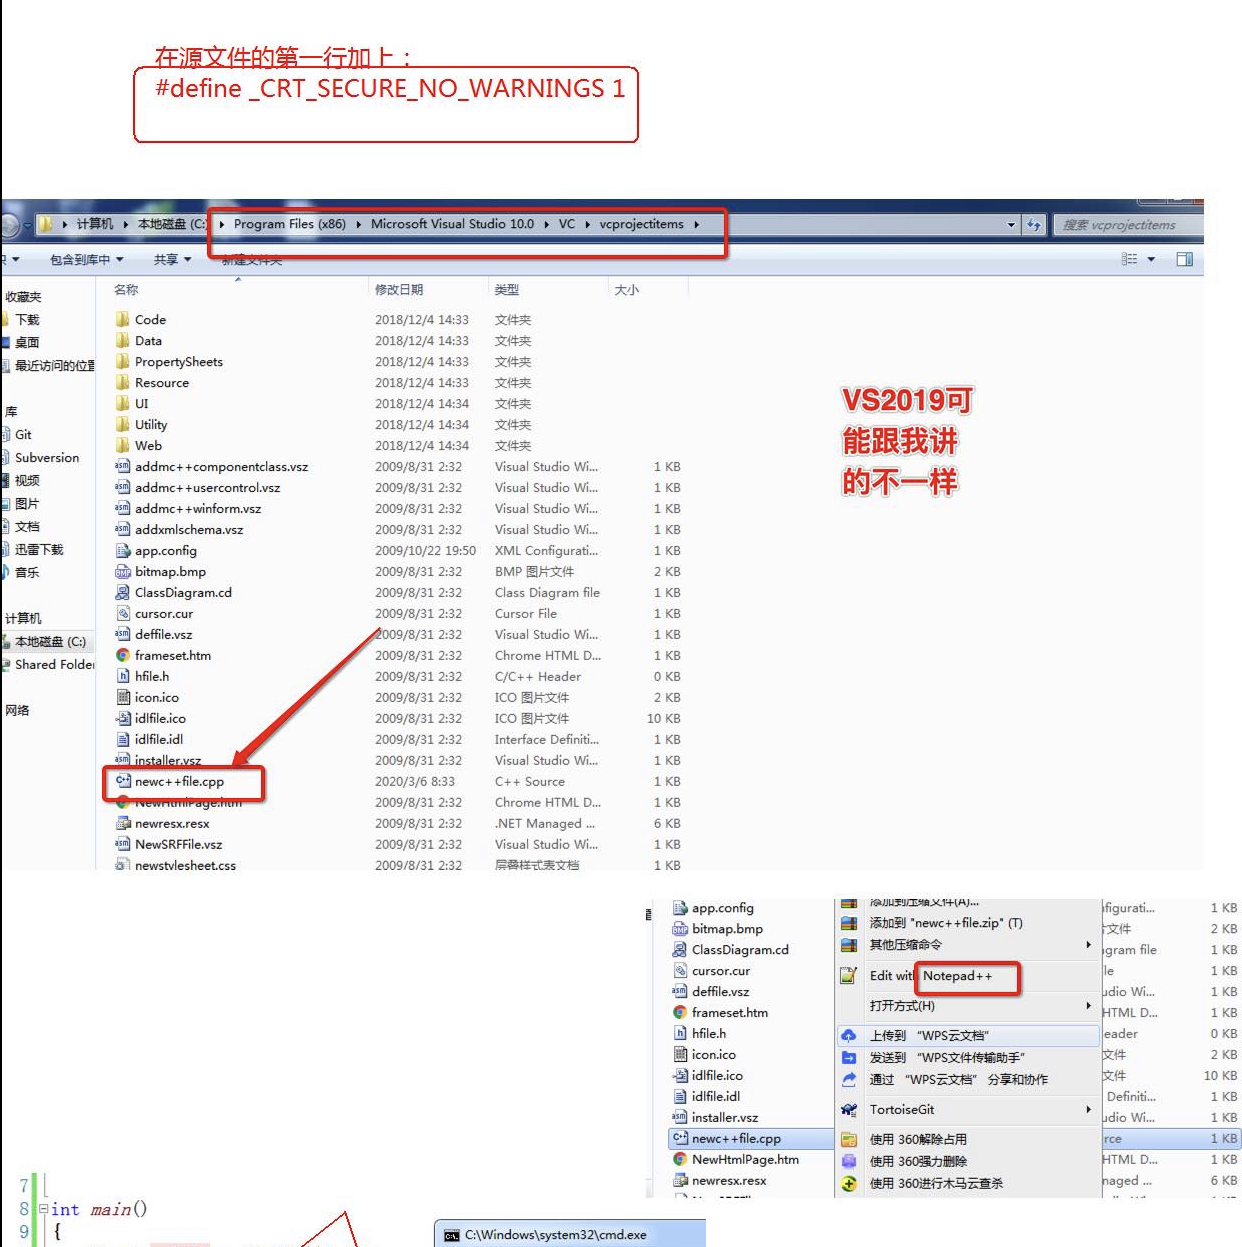 在源文件的第一行加上：
#define _CRT_SECURE_NO_WARNINGS 1
计算机 本地磁盘 (C:) Program Files (x86) Microsoft Visual Studio 10.0 VC vcprojectitems 搜索 vcprojectitems
包含到库中 共享 新建文件夹
名称 修改日期 类型 大小
收藏夹
下载
桌面
最近访问的位置
库
Git
Subversion
视频
图片
文档
迅雷下载
音乐
计算机
本地磁盘 (C:)
Shared Folder
网络
Code 2018/12/4 14:33 文件夹
Data 2018/12/4 14:33 文件夹
PropertySheets 2018/12/4 14:33 文件夹
Resource 2018/12/4 14:33 文件夹
UI 2018/12/4 14:34 文件夹
Utility 2018/12/4 14:34 文件夹
Web 2018/12/4 14:34 文件夹
addmc++componentclass.vsz 2009/8/31 2:32 Visual Studio Wi... 1 KB
addmc++usercontrol.vsz 2009/8/31 2:32 Visual Studio Wi... 1 KB
addmc++winform.vsz 2009/8/31 2:32 Visual Studio Wi... 1 KB
addxmlschema.vsz 2009/8/31 2:32 Visual Studio Wi... 1 KB
app.config 2009/10/22 19:50 XML Configurati... 1 KB
bitmap.bmp 2009/8/31 2:32 BMP 图片文件 2 KB
ClassDiagram.cd 2009/8/31 2:32 Class Diagram file 1 KB
cursor.cur 2009/8/31 2:32 Cursor File 1 KB
deffile.vsz 2009/8/31 2:32 Visual Studio Wi... 1 KB
frameset.htm 2009/8/31 2:32 Chrome HTML D... 1 KB
hfile.h 2009/8/31 2:32 C/C++ Header 0 KB
icon.ico 2009/8/31 2:32 ICO 图片文件 2 KB
idlfile.ico 2009/8/31 2:32 ICO 图片文件 10 KB
idlfile.idl 2009/8/31 2:32 Interface Definiti... 1 KB
installer.vsz 2009/8/31 2:32 Visual Studio Wi... 1 KB
newc++file.cpp 2020/3/6 8:33 C++ Source 1 KB
NewHtmlPage.htm 2009/8/31 2:32 Chrome HTML D... 1 KB
newresx.resx 2009/8/31 2:32 .NET Managed ... 6 KB
NewSRFFile.vsz 2009/8/31 2:32 Visual Studio Wi... 1 KB
newstylesheet.css 2009/8/31 2:32 层叠样式表文档 1 KB
VS2019可
能跟我讲
的不一样
app.config 添加到压缩文件(A)... figurati... 1 KB
bitmap.bmp 添加到 "newc++file.zip" (T) 文件 2 KB
ClassDiagram.cd 其他压缩命令 gram file 1 KB
cursor.cur Edit with Notepad++ le 1 KB
deffile.vsz udio Wi... 1 KB
frameset.htm 打开方式(H) HTML D... 1 KB
hfile.h 上传到 “WPS云文档” eader 0 KB
icon.ico 发送到 “WPS文件传输助手” 文件 2 KB
idlfile.ico 通过 “WPS云文档” 分享和协作 文件 10 KB
idlfile.idl Definiti... 1 KB
installer.vsz TortoiseGit udio Wi... 1 KB
newc++file.cpp 使用 360解除占用 rce 1 KB
NewHtmlPage.htm 使用 360强力删除 HTML D... 1 KB
newresx.resx 使用 360进行木马云查杀 naged ... 6 KB
7
8 int main()
9 {
C:\Windows\system32\cmd.exe